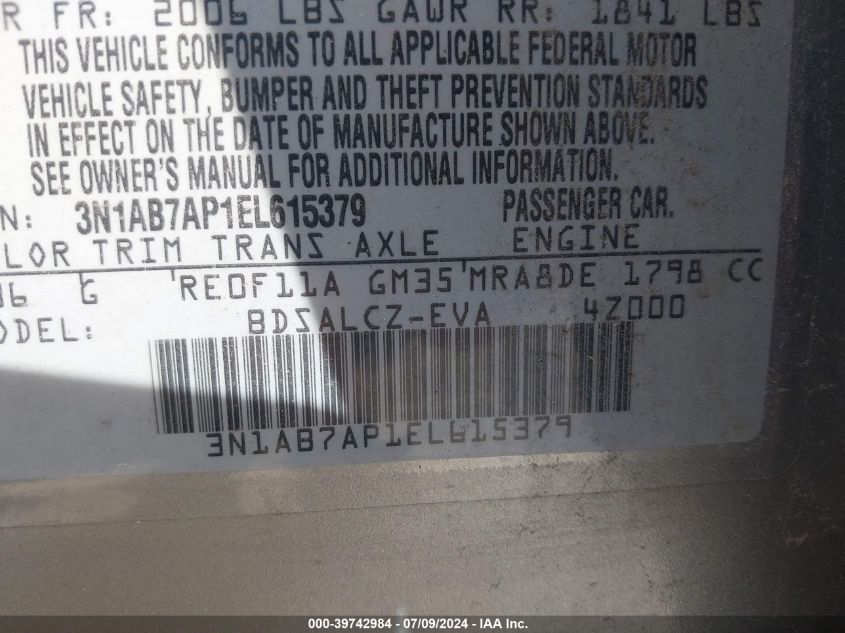 R FR: 2006 LBS GAWR RR: 1841 LBS
THIS VEHICLE CONFORMS TO ALL APPLICABLE FEDERAL MOTOR
VEHICLE SAFETY, BUMPER AND THEFT PREVENTION STANDARDS
IN EFFECT ON THE DATE OF MANUFACTURE SHOWN ABOVE.
SEE OWNER'S MANUAL FOR ADDITIONAL INFORMATION.
N: 3N1AB7AP1EL615379 PASSENGER CAR.
LOR TRIM TRANS AXLE ENGINE
G RE0F11A GM35 MRA8DE 1798 CC
ODEL: BDSALCZ-EVA 4Z000
3N1AB7AP1EL615379
000-39742984 - 07/09/2024 - IAA Inc.